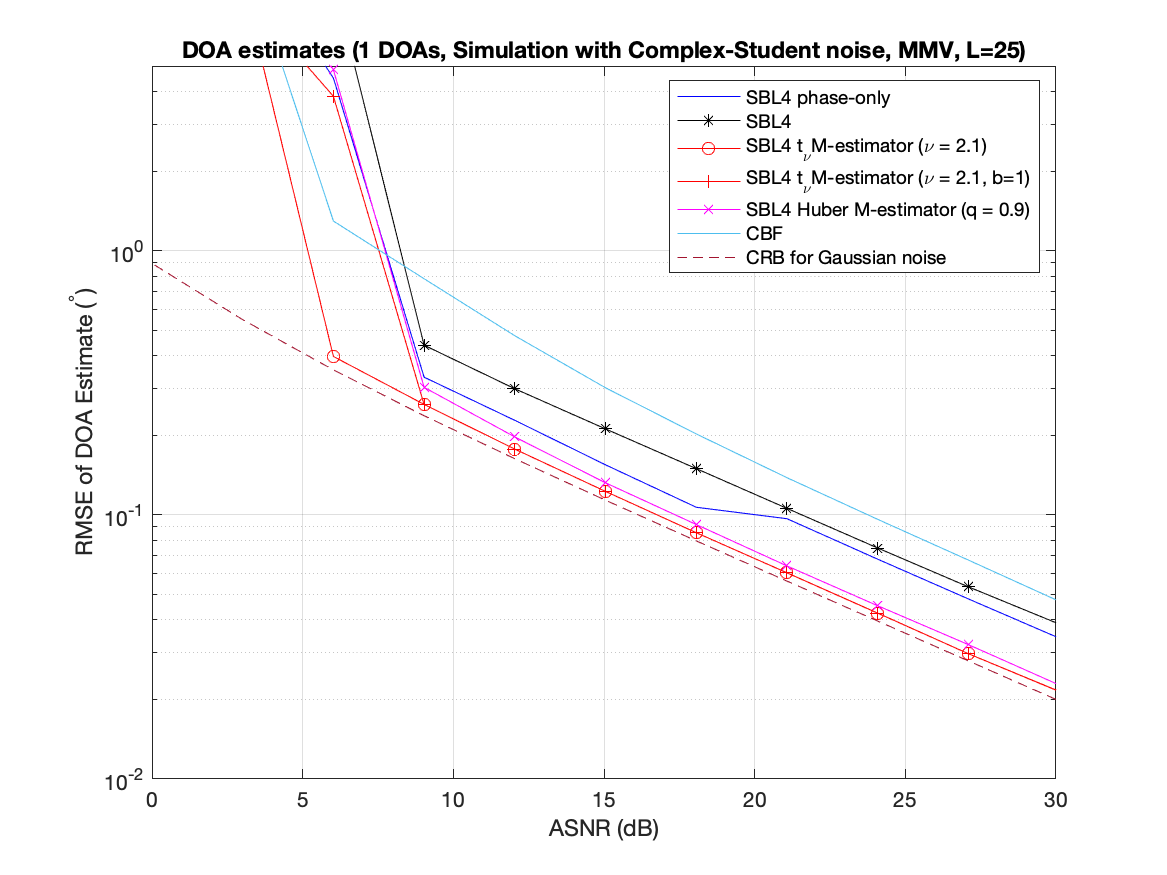 DOA estimates (1 DOAs, Simulation with Complex-Student noise, MMV, L=25)
SBL4 phase-only
SBL4
SBL4 t_ν M-estimator (ν = 2.1)
SBL4 t_ν M-estimator (ν = 2.1, b=1)
SBL4 Huber M-estimator (q = 0.9)
CBF
CRB for Gaussian noise
RMSE of DOA Estimate (°)
10^0
10^-1
10^-2
0 5 10 15 20 25 30
ASNR (dB)